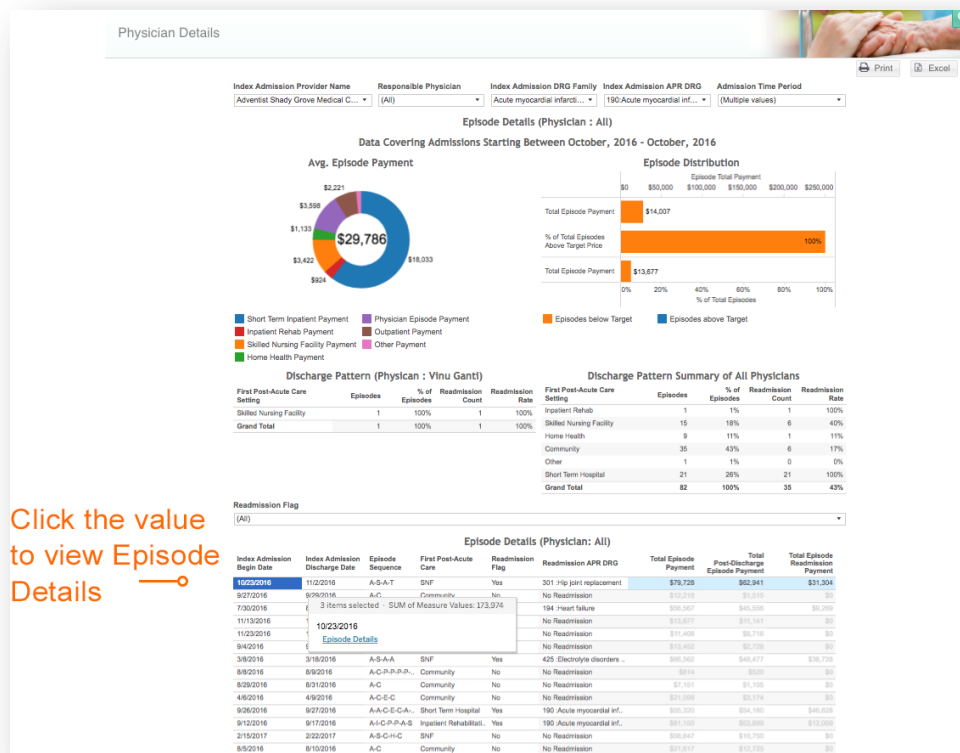 Physician Details
Print Excel
Index Admission Provider Name Responsible Physician Index Admission DRG Family Index Admission APR DRG Admission Time Period
Adventist Shady Grove Medical C... (All) Acute myocardial infarcti... 190:Acute myocardial inf... (Multiple values)
Episode Details (Physician : All)
Data Covering Admissions Starting Between October, 2016 - October, 2016
Avg. Episode Payment
$2,221
$3,598
$1,133
$29,786
$3,422
$18,033
$924
Short Term Inpatient Payment Physician Episode Payment
Inpatient Rehab Payment Outpatient Payment
Skilled Nursing Facility Payment Other Payment
Home Health Payment
Episode Distribution
Episode Total Payment
$0 $50,000 $100,000 $150,000 $200,000 $250,000
Total Episode Payment $14,007
% of Total Episodes
Above Target Price 100%
Total Episode Payment $13,677
0% 20% 40% 60% 80% 100%
% of Total Episodes
Episodes below Target Episodes above Target
Discharge Pattern (Physican : Vinu Ganti)
First Post-Acute Care Setting Episodes % of Episodes Readmission Count Readmission Rate
Skilled Nursing Facility 1 100% 1 100%
Grand Total 1 100% 1 100%
Discharge Pattern Summary of All Physicians
First Post-Acute Care Setting Episodes % of Episodes Readmission Count Readmission Rate
Inpatient Rehab 1 1% 1 100%
Skilled Nursing Facility 15 18% 6 40%
Home Health 9 11% 1 11%
Community 35 43% 6 17%
Other 1 1% 0 0%
Short Term Hospital 21 26% 21 100%
Grand Total 82 100% 35 43%
Readmission Flag
(All)
Click the value
to view Episode
Details
Episode Details (Physician: All)
Index Admission Begin Date Index Admission Discharge Date Episode Sequence First Post-Acute Care Readmission Flag Readmission APR DRG Total Episode Payment Total Post-Discharge Episode Payment Total Episode Readmission Payment
10/23/2016 11/2/2016 A-S-A-T SNF Yes 301 :Hip joint replacement $79,728 $62,941 $31,304
9/27/2016 9/29/2016 A-C Community No No Readmission $0
7/30/2016 194 :Heart failure $9,269
11/13/2016 No Readmission $13,677 $11,141 $0
11/23/2016 No Readmission $0
9/4/2016 No Readmission $0
3 items selected · SUM of Measure Values: 173,974
10/23/2016
Episode Details
3/8/2016 3/18/2016 A-S-A-A SNF Yes 425 :Electrolyte disorders .. $38,728
8/8/2016 8/9/2016 A-C-P-P-P-P-.. Community No No Readmission $0
8/29/2016 8/31/2016 A-C Community No No Readmission $0
4/6/2016 4/9/2016 A-C-E-C Community No No Readmission $0
9/26/2016 9/27/2016 A-A-C-E-C-A-.. Short Term Hospital Yes 190 :Acute myocardial inf..
9/12/2016 9/17/2016 A-I-C-P-P-A-S Inpatient Rehabilitati.. Yes 190 :Acute myocardial inf..
2/15/2017 2/22/2017 A-S-C-H-C SNF No No Readmission $0
8/5/2016 8/10/2016 A-C Community No No Readmission $0